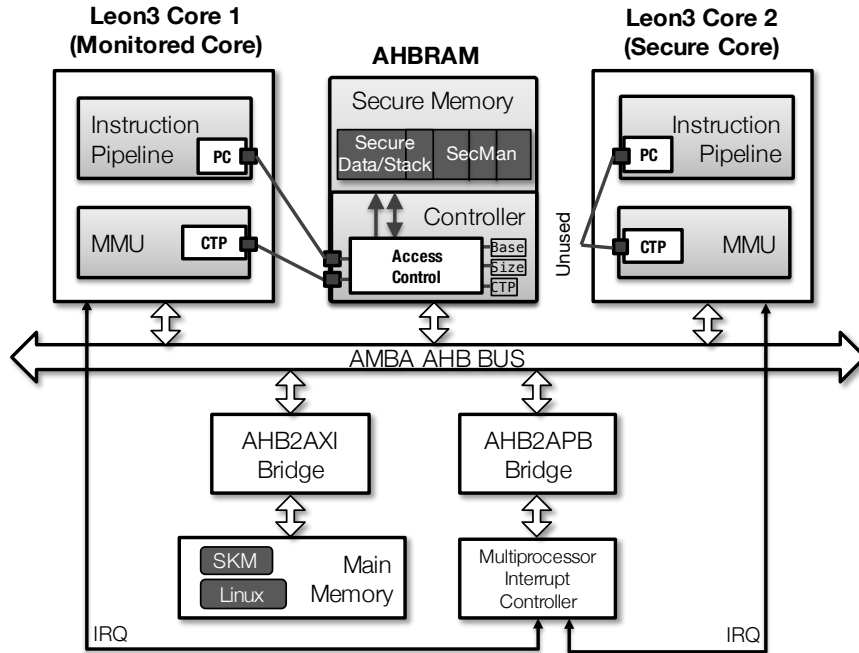 Leon3 Core 1
(Monitored Core)
AHBRAM
Leon3 Core 2
(Secure Core)
Instruction
Pipeline
PC
MMU
CTP
Secure Memory
Secure
Data/Stack
SecMan
Controller
Access
Control
Base
Size
CTP
Unused
Instruction
Pipeline
PC
MMU
CTP
AMBA AHB BUS
AHB2AXI
Bridge
AHB2APB
Bridge
SKM
Linux
Main
Memory
Multiprocessor
Interrupt
Controller
IRQ
IRQ